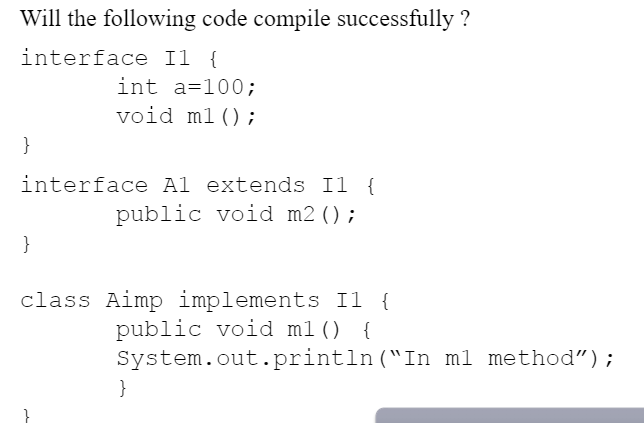 Will the following code compile successfully ?
interface I1 {
int a=100;
void m1();
}
interface A1 extends I1 {
public void m2();
}
class Aimp implements I1 {
public void m1() {
System.out.println(“In m1 method”);
}
}